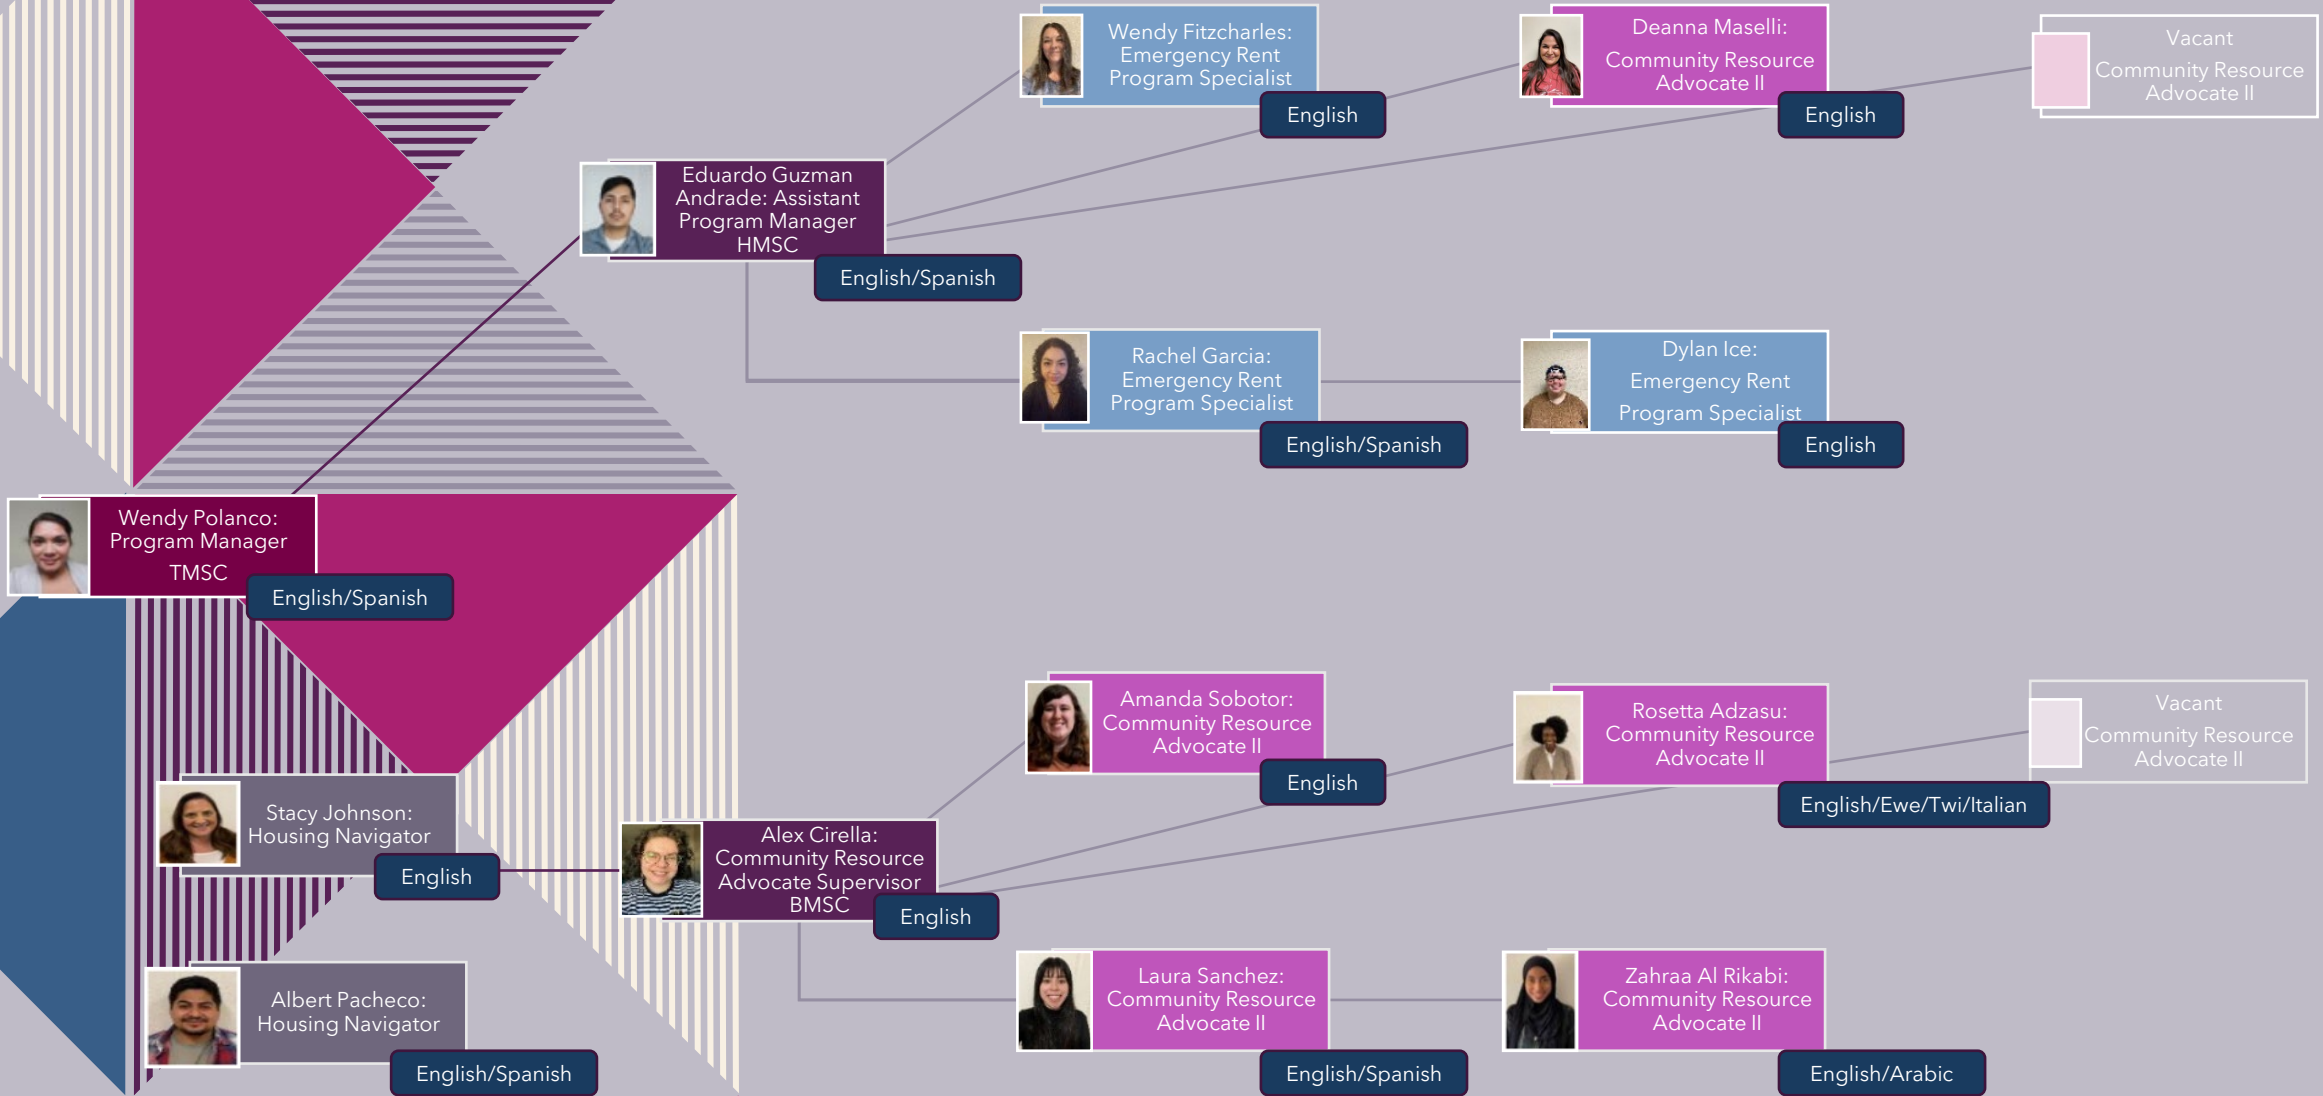 Wendy Fitzcharles:
Emergency Rent
Program Specialist
English
Deanna Maselli:
Community Resource
Advocate II
English
Vacant
Community Resource
Advocate II
Eduardo Guzman
Andrade: Assistant
Program Manager
HMSC
English/Spanish
Rachel Garcia:
Emergency Rent
Program Specialist
English/Spanish
Dylan Ice:
Emergency Rent
Program Specialist
English
Wendy Polanco:
Program Manager
TMSC
English/Spanish
Amanda Sobotor:
Community Resource
Advocate II
English
Rosetta Adzasu:
Community Resource
Advocate II
English/Ewe/Twi/Italian
Vacant
Community Resource
Advocate II
Stacy Johnson:
Housing Navigator
English
Alex Cirella:
Community Resource
Advocate Supervisor
BMSC
English
Albert Pacheco:
Housing Navigator
English/Spanish
Laura Sanchez:
Community Resource
Advocate II
English/Spanish
Zahraa Al Rikabi:
Community Resource
Advocate II
English/Arabic